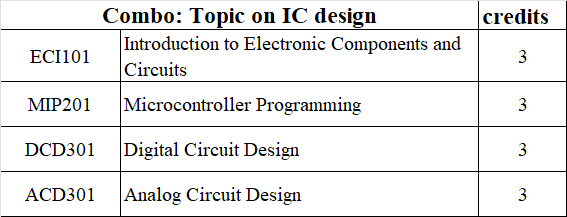 Combo: Topic on IC design credits
ECI101 Introduction to Electronic Components and
Circuits 3
MIP201 Microcontroller Programming 3
DCD301 Digital Circuit Design 3
ACD301 Analog Circuit Design 3